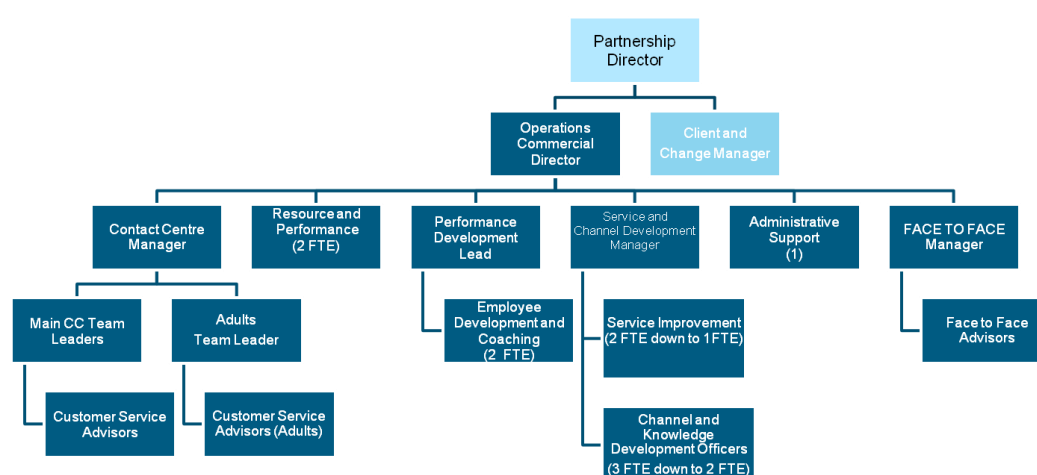 Partnership
Director
Operations
Commercial
Director
Client and
Change Manager
Contact Centre
Manager
Resource and
Performance
(2 FTE)
Performance
Development
Lead
Service and
Channel Development
Manager
Administrative
Support
(1)
FACE TO FACE
Manager
Main CC Team
Leaders
Adults
Team Leader
Employee
Development and
Coaching
(2 FTE)
Service Improvement
(2 FTE down to 1FTE)
Face to Face
Advisors
Customer Service
Advisors
Customer Service
Advisors (Adults)
Channel and
Knowledge
Development Officers
(3 FTE down to 2 FTE)